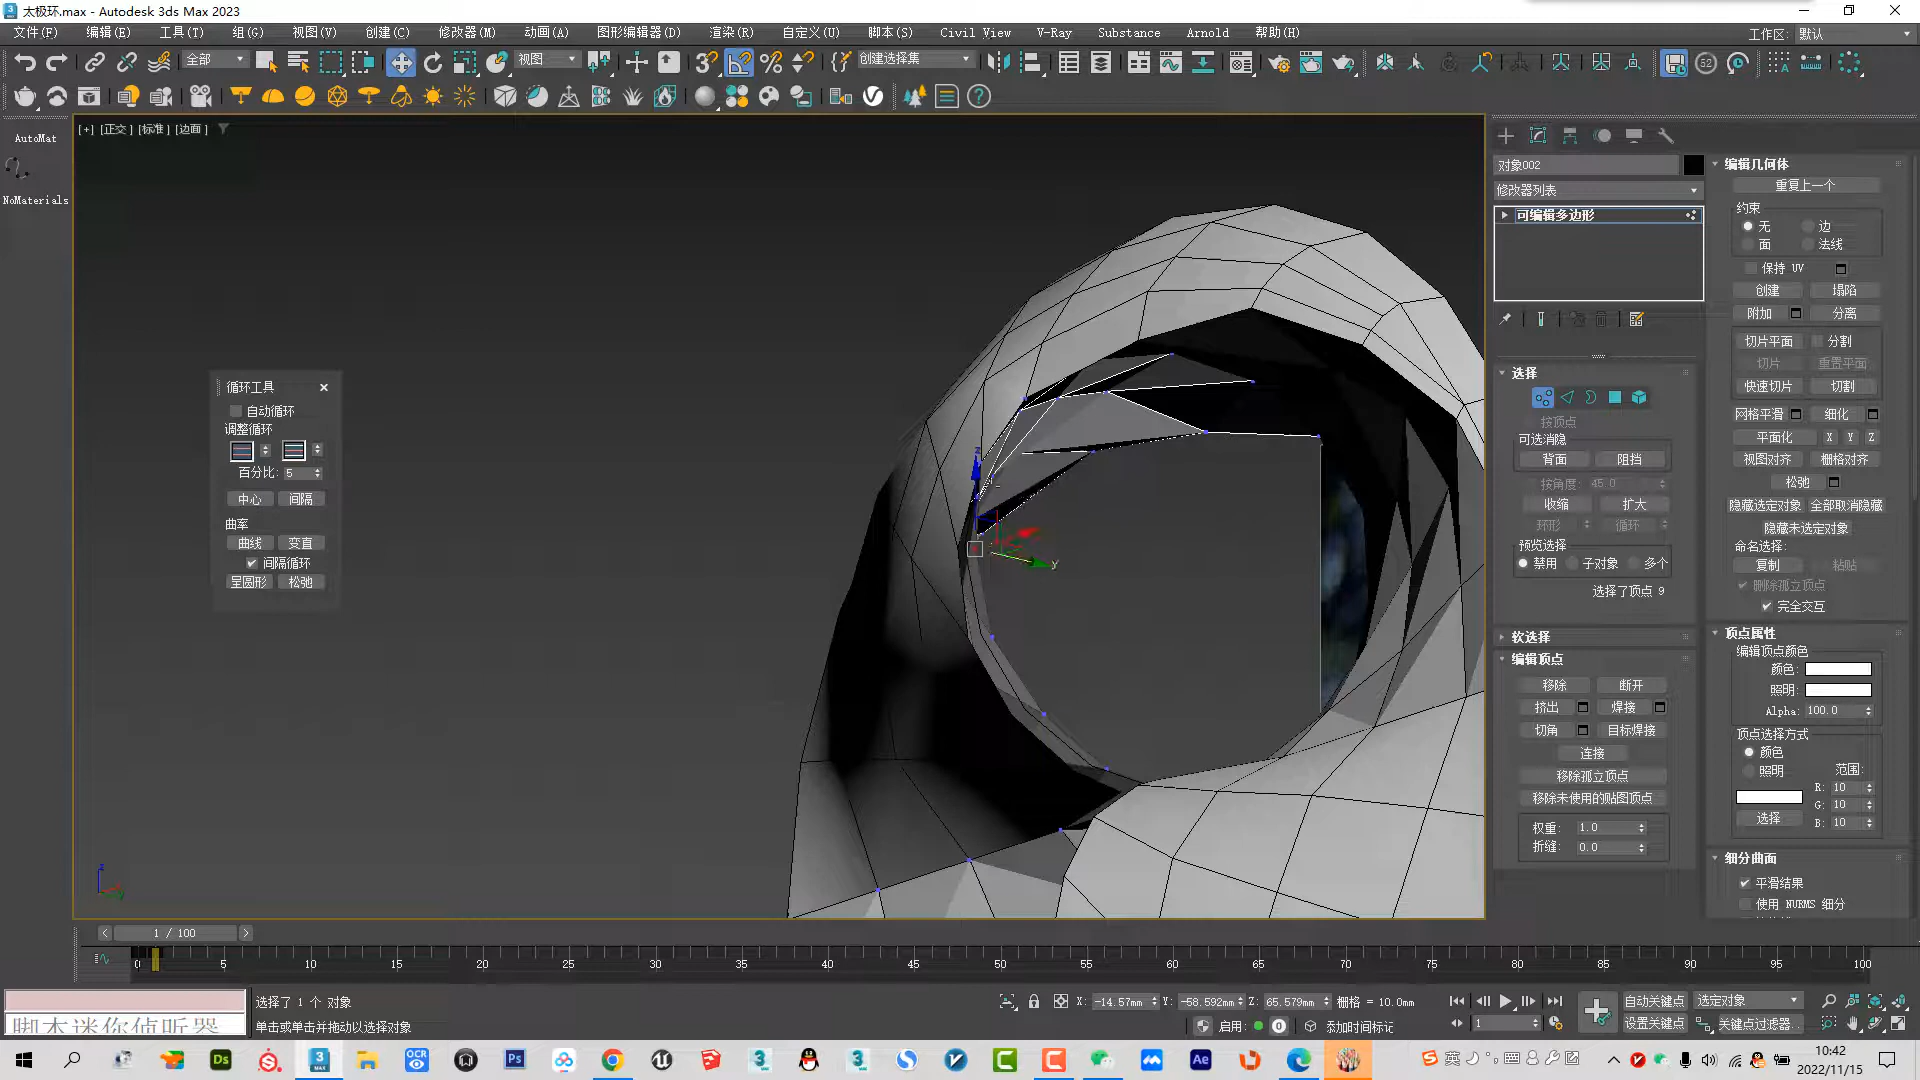 太极环.max - Autodesk 3ds Max 2023
文件(F) 编辑(E) 工具(T) 组(G) 视图(V) 创建(C) 修改器(M) 动画(A) 图形编辑器(D) 渲染(R) 自定义(U) 脚本(S) Civil View V-Ray Substance Arnold 帮助(H)
工作区: 默认
全部 视图 创建选择集
AutoMat
NoMaterials
[+] [正交] [标准] [边面]
循环工具
自动循环
调整循环
百分比: 5
中心 间隔
曲率
曲线 变直
间隔循环
呈圆形 松弛
对象002
修改器列表
可编辑多边形
选择
按顶点
可选消隐
背面 阻挡
按角度: 45.0
收缩 扩大
环形 循环
预览选择
禁用 子对象 多个
选择了顶点 9
软选择
编辑顶点
移除 断开
挤出 焊接
切角 目标焊接
连接
移除孤立顶点
移除未使用的贴图顶点
权重: 1.0
折缝: 0.0
编辑几何体
重复上一个
约束
无 边
面 法线
保持 UV
创建 塌陷
附加 分离
切片平面 分割
切片 重置平面
快速切片 切割
网格平滑 细化
平面化 X Y Z
视图对齐 栅格对齐
松弛
隐藏选定对象 全部取消隐藏
隐藏未选定对象
命名选择:
复制 粘贴
删除孤立顶点
完全交互
顶点属性
编辑顶点颜色
颜色:
照明:
Alpha: 100.0
顶点选择方式
颜色
照明 范围:
R: 10
G: 10
选择 B: 10
细分曲面
平滑结果
使用 NURMS 细分
z
y
1 / 100
0 5 10 15 20 25 30 35 40 45 50 55 60 65 70 75 80 85 90 95 100
选择了 1 个 对象
X: -14.57mm Y: -58.592mm Z: 65.579mm 栅格 = 10.0mm
自动关键点 选定对象
脚本迷你侦听器
单击或单击并拖动以选择对象
启用: 0 添加时间标记
1
设置关键点 关键点过滤器...
10:42
2022/11/15